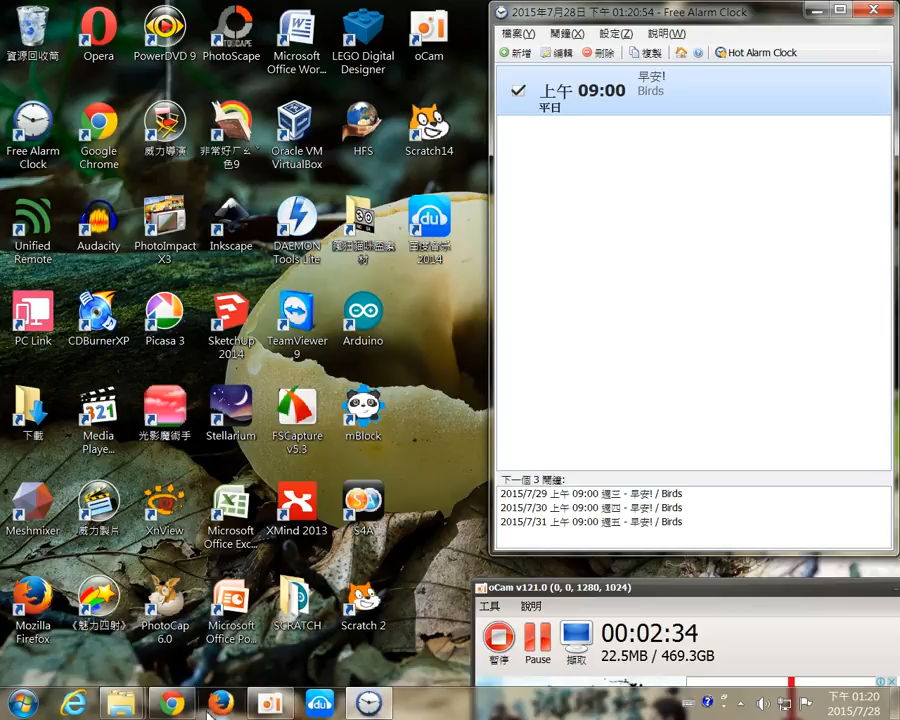 資源回收筒
Opera
PowerDVD 9
PhotoScape
Microsoft
Office Wor...
LEGO Digital
Designer
oCam
Free Alarm
Clock
Google
Chrome
威力導演
Oracle VM
VirtualBox
HFS
Scratch14
Unified
Remote
Audacity
PhotoImpact
X3
Inkscape
DAEMON
Tools Lite
2014
PC Link
CDBurnerXP
Picasa 3
SketchUp
2014
TeamViewer
9
Arduino
下載
Media
Playe...
光影魔術手
Stellarium
FSCapture
v5.3
mBlock
Meshmixer
威力製片
XnView
Microsoft
Office Exc...
XMind 2013
S4A
Mozilla
Firefox
《魅力四射》
PhotoCap
6.0
Microsoft
Office Po...
SCRATCH
Scratch 2
2015年7月28日 下午 01:20:54 - Free Alarm Clock
檔案(Y) 鬧鐘(X) 設定(Z) 說明(W)
新增 編輯 刪除 複製 Hot Alarm Clock
上午 09:00 早安!
Birds
平日
下一個 3 鬧鐘:
2015/7/29 上午 09:00 週三 - 早安! / Birds
2015/7/30 上午 09:00 週四 - 早安! / Birds
2015/7/31 上午 09:00 週五 - 早安! / Birds
oCam v121.0 (0, 0, 1280, 1024)
工具 說明
暫停 Pause 擷取
00:02:34
22.5MB / 469.3GB
下午 01:20
2015/7/28